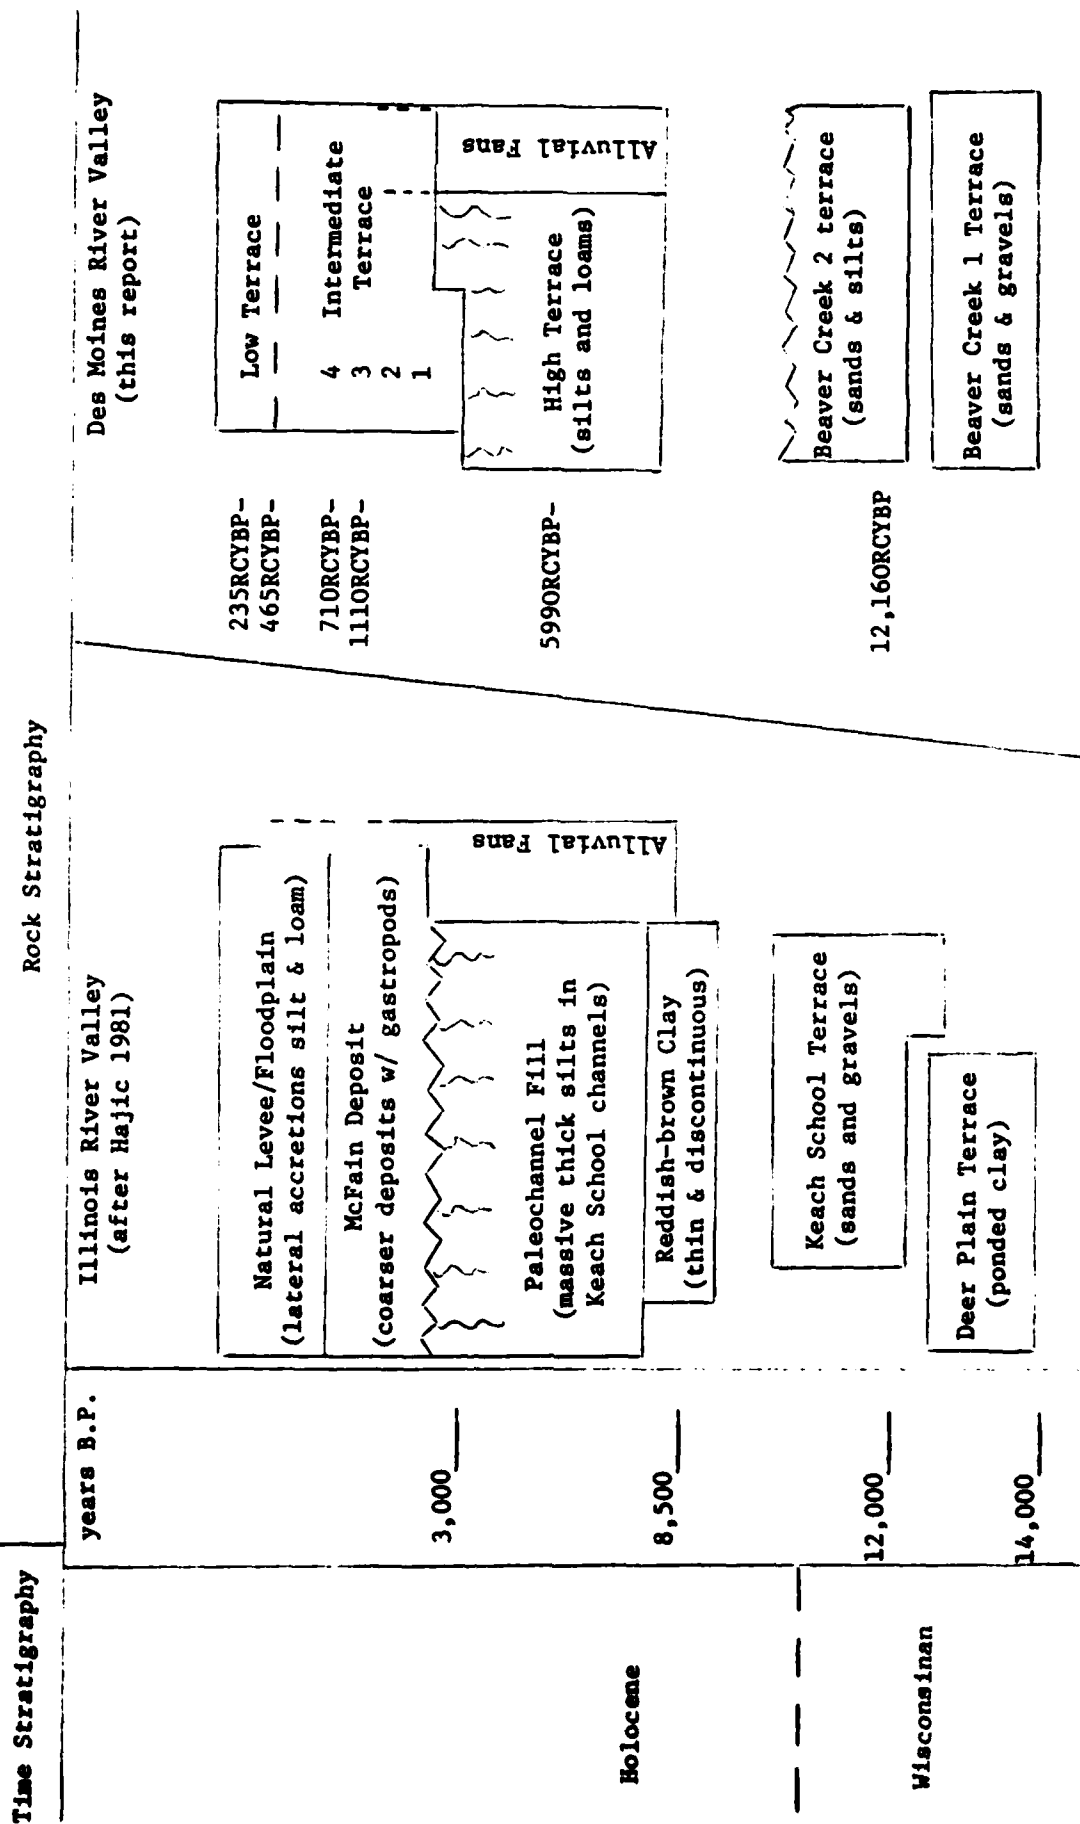 Time Stratigraphy
Rock Stratigraphy
years B.P.
Illinois River Valley
(after Hajic 1981)
Des Moines River Valley
(this report)
Holocene
Wisconsinan
3,000
8,500
12,000
14,000
Natural Levee/Floodplain
(lateral accretions silt & loam)
McFain Deposit
(coarser deposits w/ gastropods)
Paleochannel Fill
(massive thick silts in
Keach School channels)
Alluvial Fans
Reddish-brown Clay
(thin & discontinuous)
Keach School Terrace
(sands and gravels)
Deer Plain Terrace
(ponded clay)
235RCYBP-
465RCYBP-
710RCYBP-
1110RCYBP-
5990RCYBP-
12,160RCYBP
Low Terrace
4 Intermediate
3 Terrace
2
1
High Terrace
(silts and loams)
Alluvial Fans
Beaver Creek 2 terrace
(sands & silts)
Beaver Creek 1 Terrace
(sands & gravels)